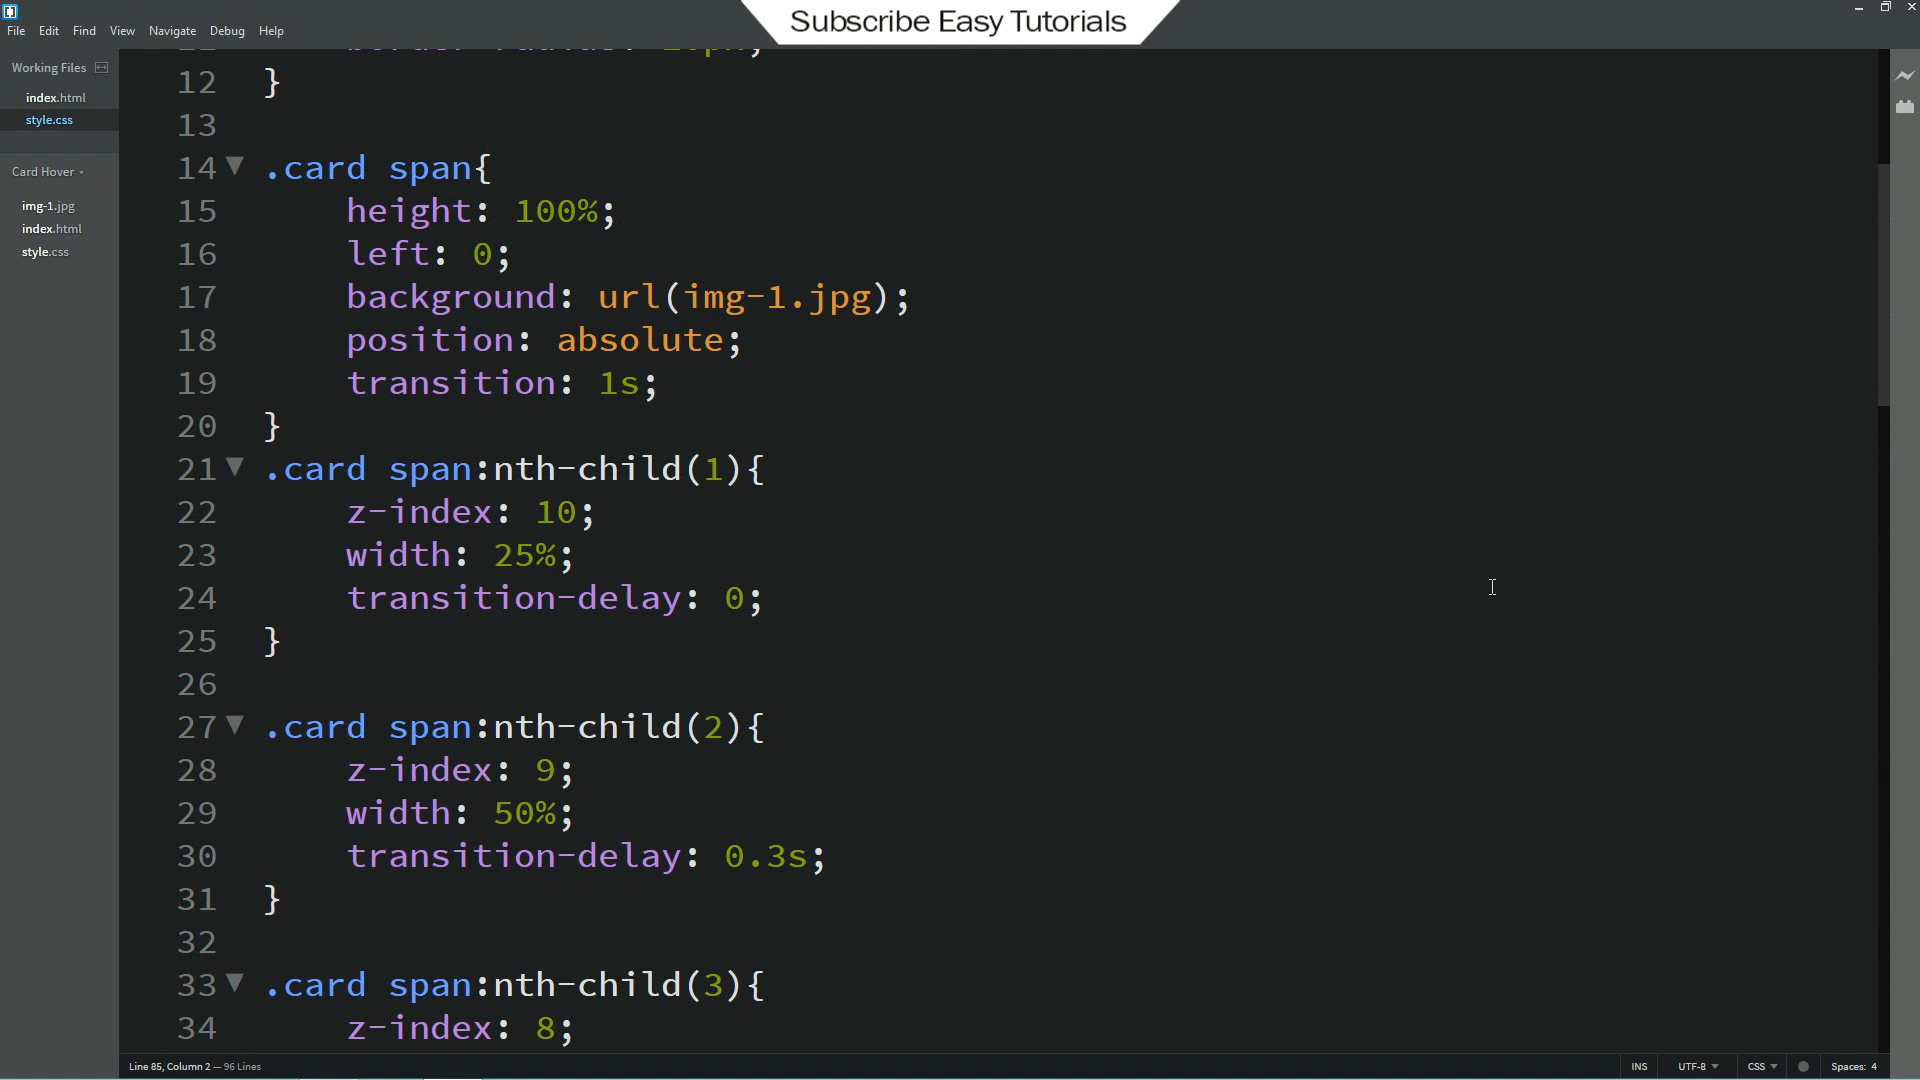 Subscribe Easy Tutorials
File Edit Find View Navigate Debug Help
Working Files
index.html
style.css
Card Hover
img-1.jpg
index.html
style.css
12 }
13
14 .card span{
15 height: 100%;
16 left: 0;
17 background: url(img-1.jpg);
18 position: absolute;
19 transition: 1s;
20 }
21 .card span:nth-child(1){
22 z-index: 10;
23 width: 25%;
24 transition-delay: 0;
25 }
26
27 .card span:nth-child(2){
28 z-index: 9;
29 width: 50%;
30 transition-delay: 0.3s;
31 }
32
33 .card span:nth-child(3){
34 z-index: 8;
Line 85, Column 2 — 96 Lines
INS UTF-8 CSS Spaces: 4